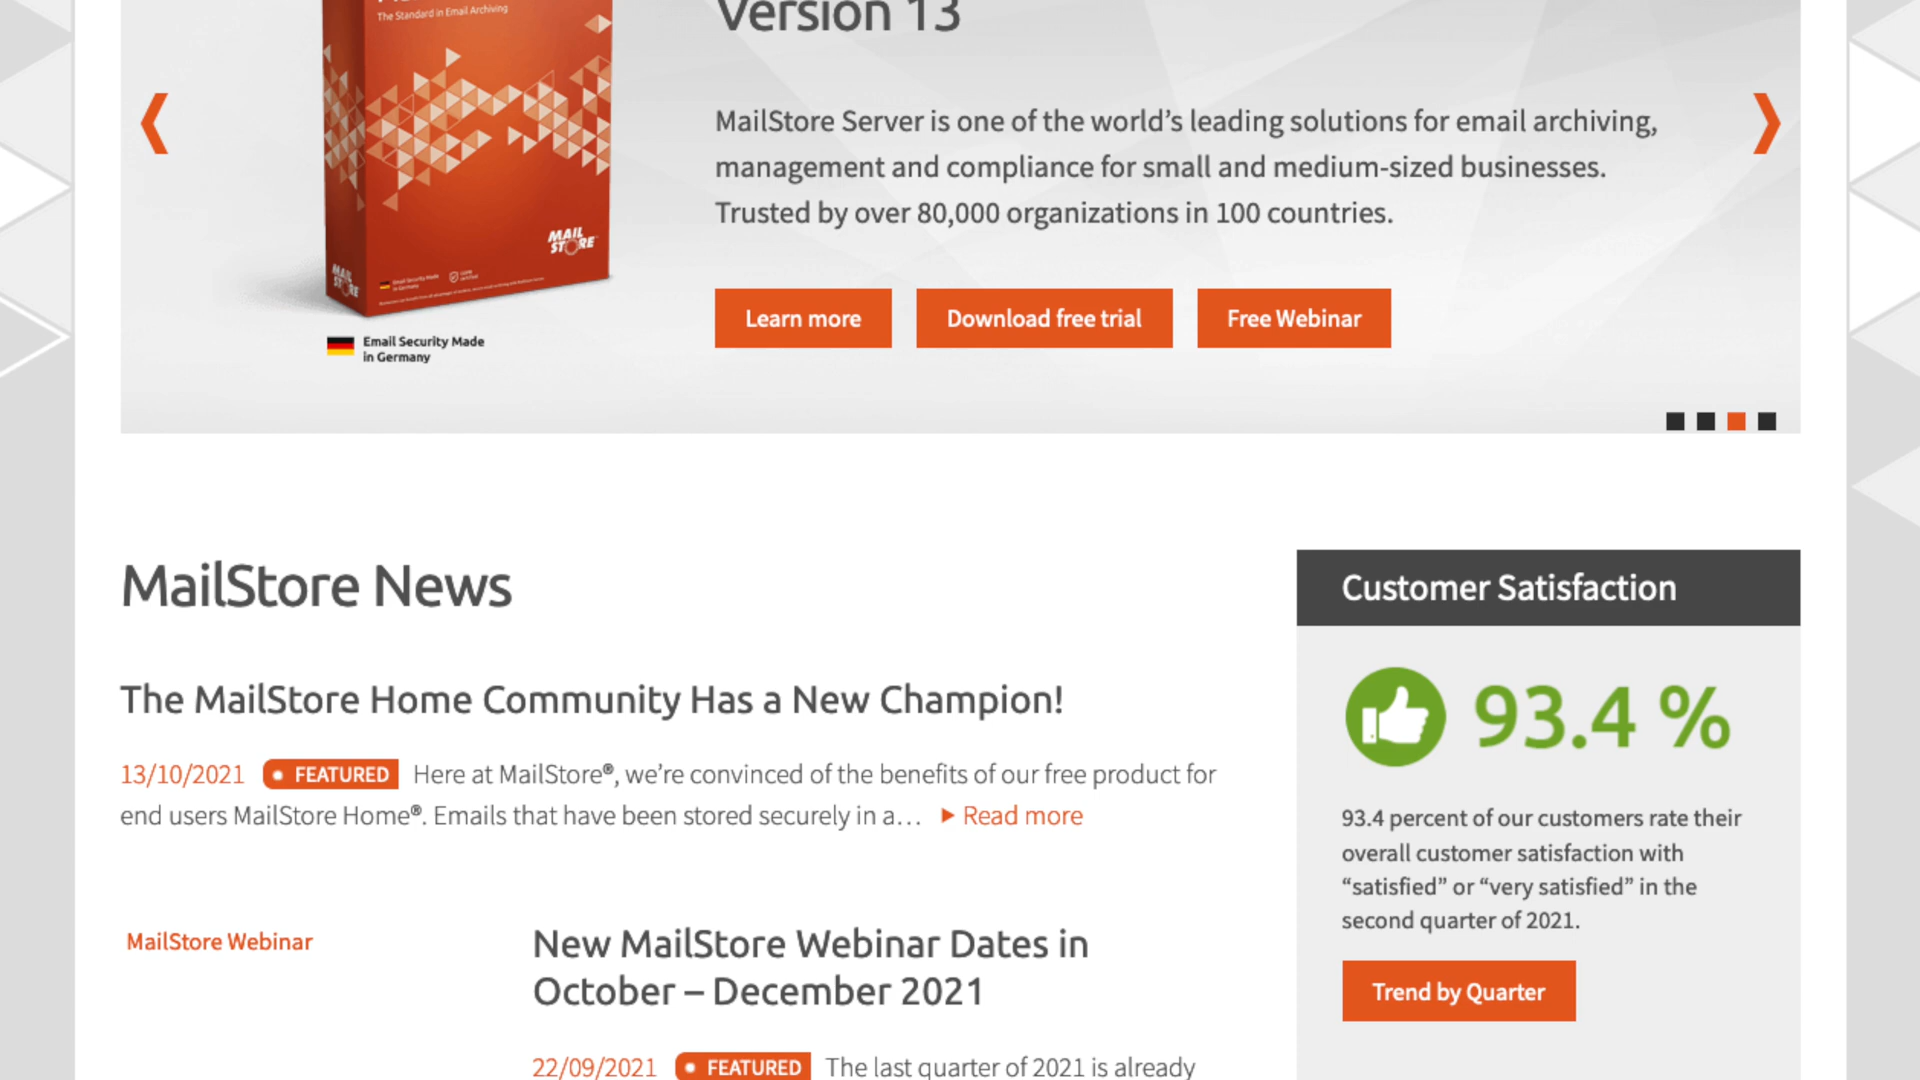 The Standard in Email Archiving
Version 13
MailStore Server is one of the world’s leading solutions for email archiving,
management and compliance for small and medium-sized businesses.
Trusted by over 80,000 organizations in 100 countries.
MAIL
STORE
MAIL
STORE
Email Security Made
in Germany
Learn more
Download free trial
Free Webinar
Email Security Made
in Germany
MailStore News
The MailStore Home Community Has a New Champion!
13/10/2021 FEATURED Here at MailStore®, we’re convinced of the benefits of our free product for
end users MailStore Home®. Emails that have been stored securely in a… Read more
MailStore Webinar
New MailStore Webinar Dates in
October – December 2021
22/09/2021 FEATURED The last quarter of 2021 is already
Customer Satisfaction
93.4 %
93.4 percent of our customers rate their
overall customer satisfaction with
“satisfied” or “very satisfied” in the
second quarter of 2021.
Trend by Quarter